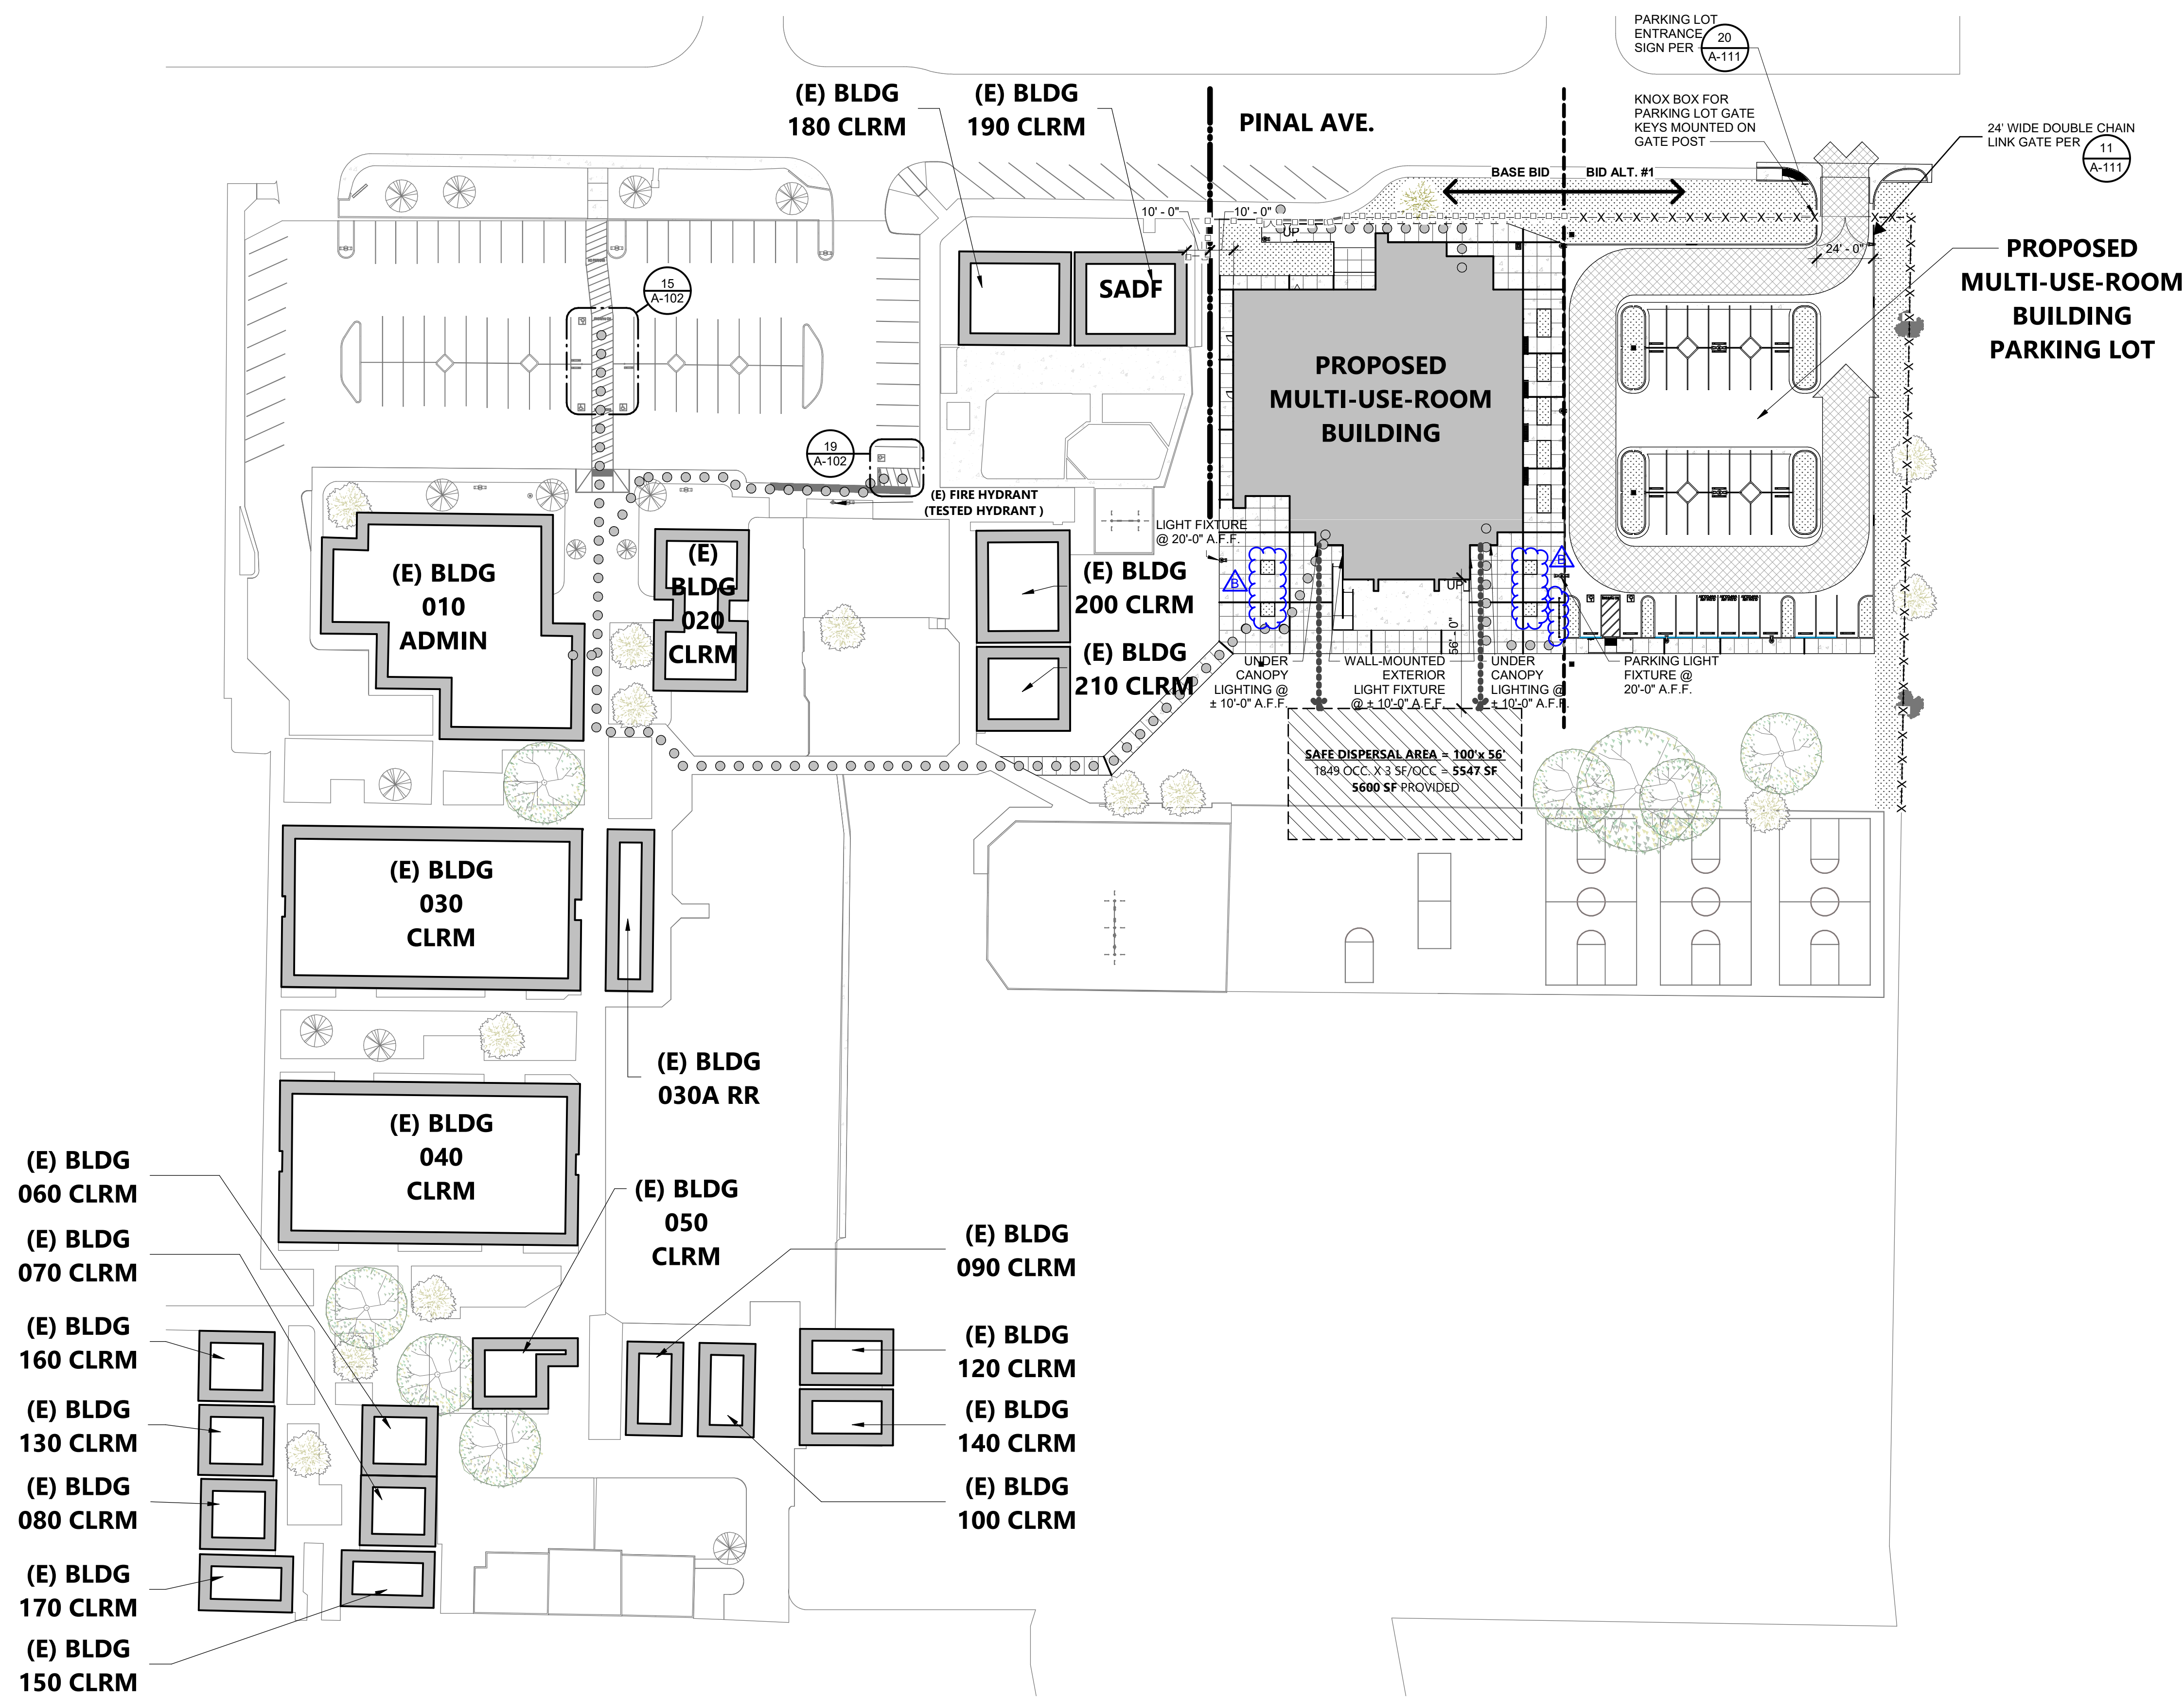 PARKING LOT
ENTRANCE
SIGN PER
20
A-111
(E) BLDG
180 CLRM
(E) BLDG
190 CLRM
PINAL AVE.
KNOX BOX FOR
PARKING LOT GATE
KEYS MOUNTED ON
GATE POST
24' WIDE DOUBLE CHAIN
LINK GATE PER
11
A-111
BASE BID
BID ALT. #1
10' - 0"
10' - 0"
UP
24' - 0"
PROPOSED
MULTI-USE-ROOM
BUILDING
PARKING LOT
15
A-102
SADF
PROPOSED
MULTI-USE-ROOM
BUILDING
19
A-102
(E) FIRE HYDRANT
(TESTED HYDRANT )
LIGHT FIXTURE
@ 20'-0" A.F.F.
(E) BLDG
010
ADMIN
(E)
BLDG
020
CLRM
(E) BLDG
200 CLRM
(E) BLDG
210 CLRM
B
B
UP
56' - 0"
UNDER
CANOPY
LIGHTING @
± 10'-0" A.F.F.
WALL-MOUNTED
EXTERIOR
LIGHT FIXTURE
@ ± 10'-0" A.F.F.
UNDER
CANOPY
LIGHTING @
± 10'-0" A.F.F.
PARKING LIGHT
FIXTURE @
20'-0" A.F.F.
SAFE DISPERSAL AREA = 100'x 56'
1849 OCC. X 3 SF/OCC = 5547 SF
5600 SF PROVIDED
(E) BLDG
030
CLRM
(E) BLDG
030A RR
(E) BLDG
040
CLRM
(E) BLDG
060 CLRM
(E) BLDG
070 CLRM
(E) BLDG
050
CLRM
(E) BLDG
090 CLRM
(E) BLDG
160 CLRM
(E) BLDG
120 CLRM
(E) BLDG
130 CLRM
(E) BLDG
140 CLRM
(E) BLDG
080 CLRM
(E) BLDG
100 CLRM
(E) BLDG
170 CLRM
(E) BLDG
150 CLRM